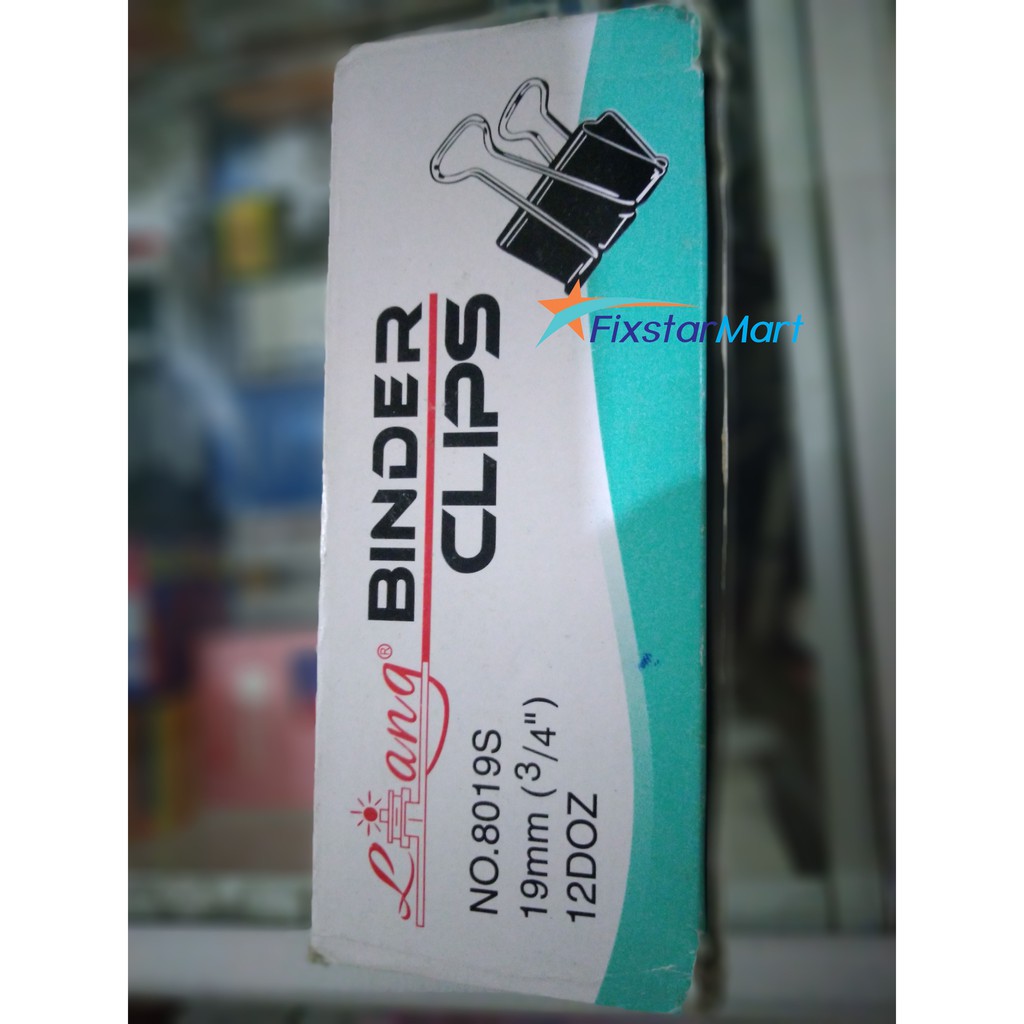 Liang®
BINDER
CLIPS
NO.8019S
19mm (3/4")
12DOZ
FixstarMart